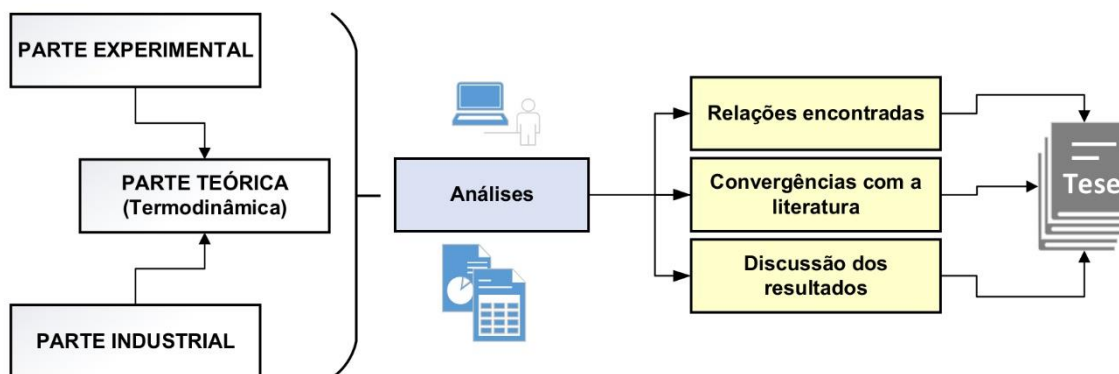 PARTE EXPERIMENTAL
PARTE TEÓRICA
(Termodinâmica)
PARTE INDUSTRIAL
Análises
Relações encontradas
Convergências com a
literatura
Discussão dos
resultados
Tese